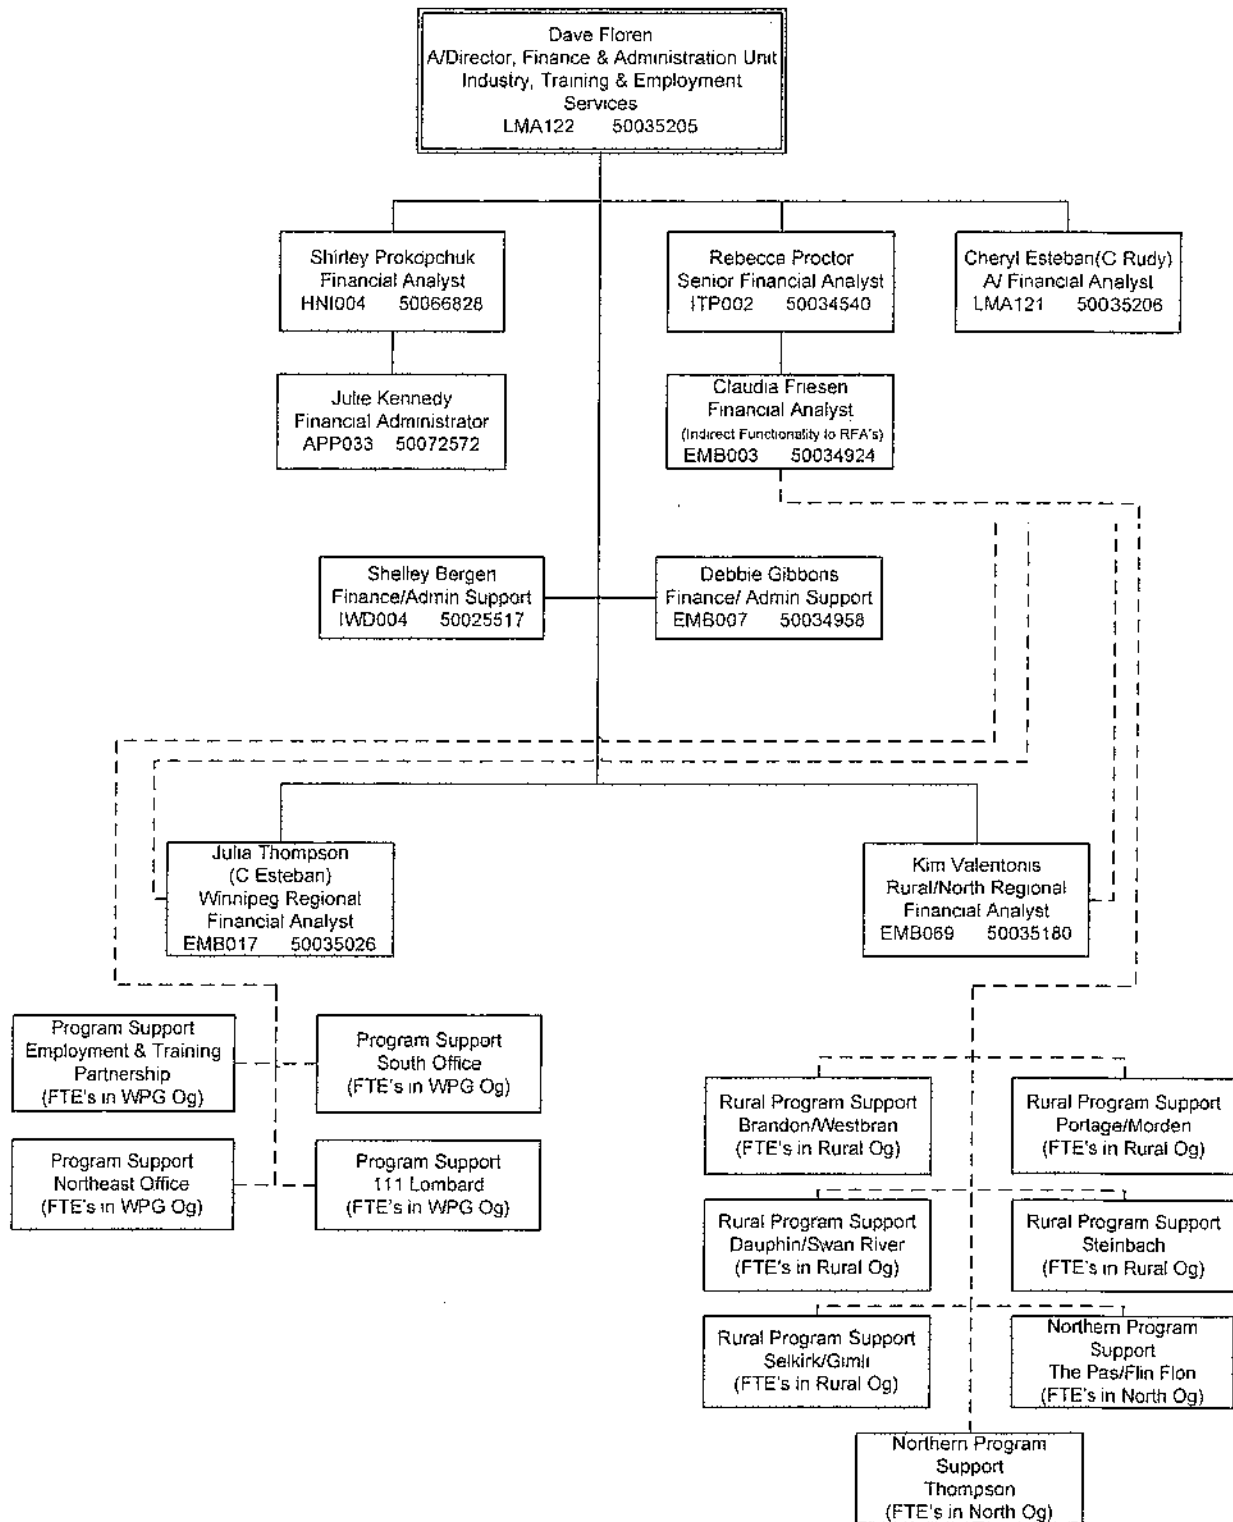 Dave Floren
A/Director, Finance & Administration Unit
Industry, Training & Employment
Services
LMA122 50035205
Shirley Prokopchuk
Financial Analyst
HNI004 50066828
Rebecca Proctor
Senior Financial Analyst
ITP002 50034540
Cheryl Esteban(C Rudy)
A/ Financial Analyst
LMA121 50035206
Julie Kennedy
Financial Administrator
APP033 50072572
Claudia Friesen
Financial Analyst
(Indirect Functionality to RFA's)
EMB003 50034924
Shelley Bergen
Finance/Admin Support
IWD004 50025517
Debbie Gibbons
Finance/ Admin Support
EMB007 50034958
Julia Thompson
(C Esteban)
Winnipeg Regional
Financial Analyst
EMB017 50035026
Kim Valentonis
Rural/North Regional
Financial Analyst
EMB069 50035180
Program Support
Employment & Training
Partnership
(FTE's in WPG Og)
Program Support
South Office
(FTE's in WPG Og)
Program Support
Northeast Office
(FTE's in WPG Og)
Program Support
111 Lombard
(FTE's in WPG Og)
Rural Program Support
Brandon/Westbran
(FTE's in Rural Og)
Rural Program Support
Portage/Morden
(FTE's in Rural Og)
Rural Program Support
Dauphin/Swan River
(FTE's in Rural Og)
Rural Program Support
Steinbach
(FTE's in Rural Og)
Rural Program Support
Selkirk/Gimli
(FTE's in Rural Og)
Northern Program
Support
The Pas/Flin Flon
(FTE's in North Og)
Northern Program
Support
Thompson
(FTE's in North Og)